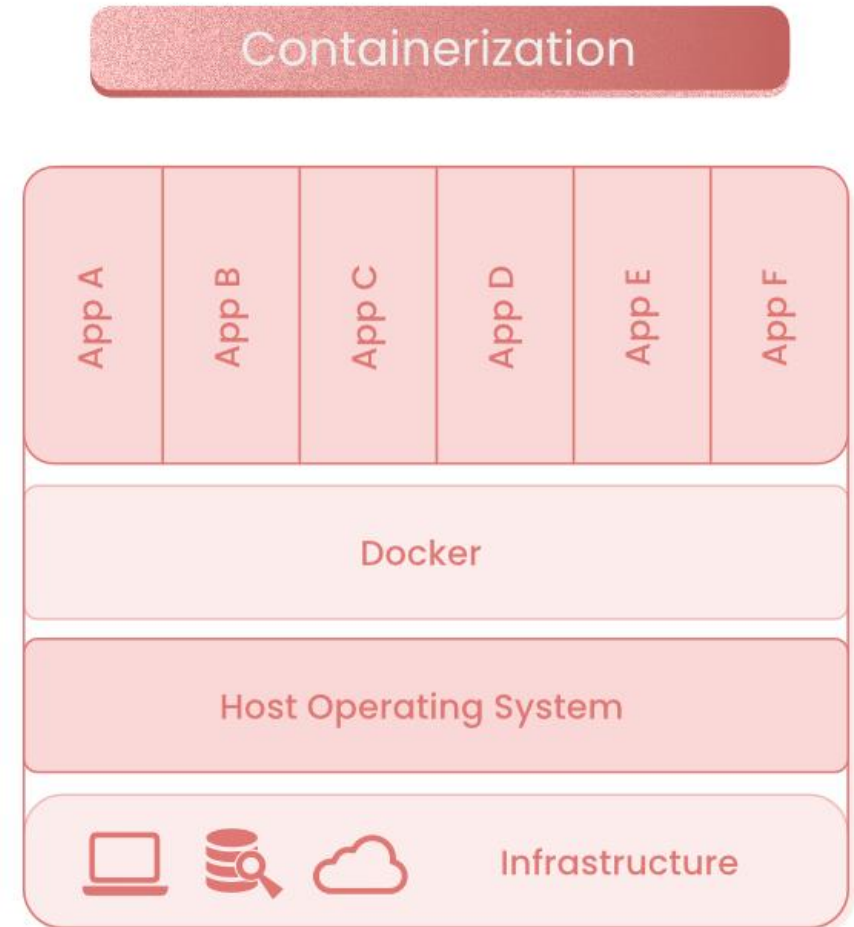 Containerization
App A
App B
App C
App D
App E
App F
Docker
Host Operating System
Infrastructure